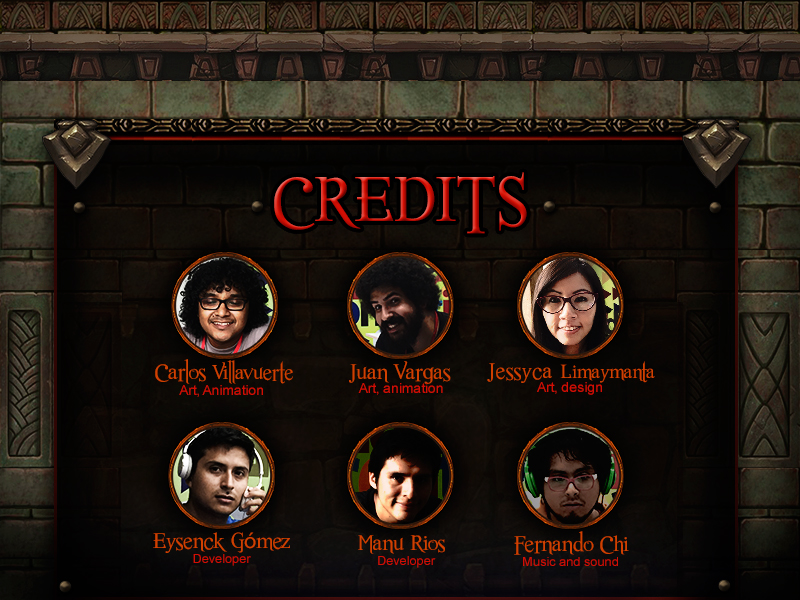 CREDITS
Carlos Villavuerte
Art, Animation
Juan Vargas
Art, animation
Jessyca Limaymanta
Art, design
Eysenck Gómez
Developer
Manu Rios
Developer
Fernando Chi
Music and sound